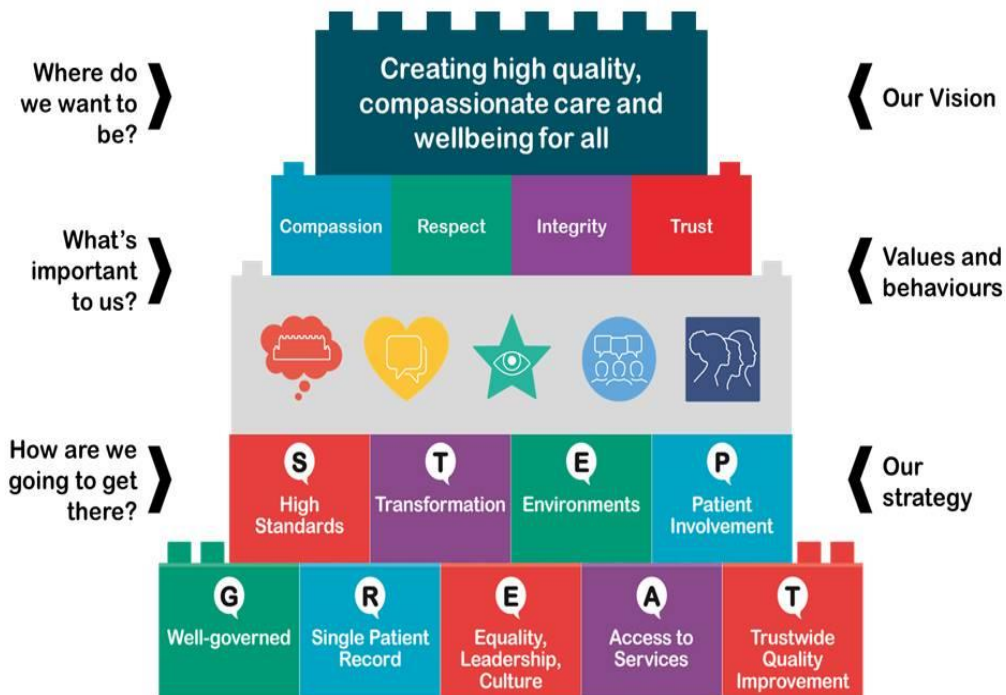 Where do
we want to
be?
Creating high quality,
compassionate care and
wellbeing for all
Our Vision
Compassion
Respect
Integrity
Trust
What's
important
to us?
Values and
behaviours
How are we
going to get
there?
S
High
Standards
T
Transformation
E
Environments
P
Patient
Involvement
Our
strategy
G
Well-governed
R
Single Patient
Record
E
Equality,
Leadership,
Culture
A
Access to
Services
T
Trustwide
Quality
Improvement